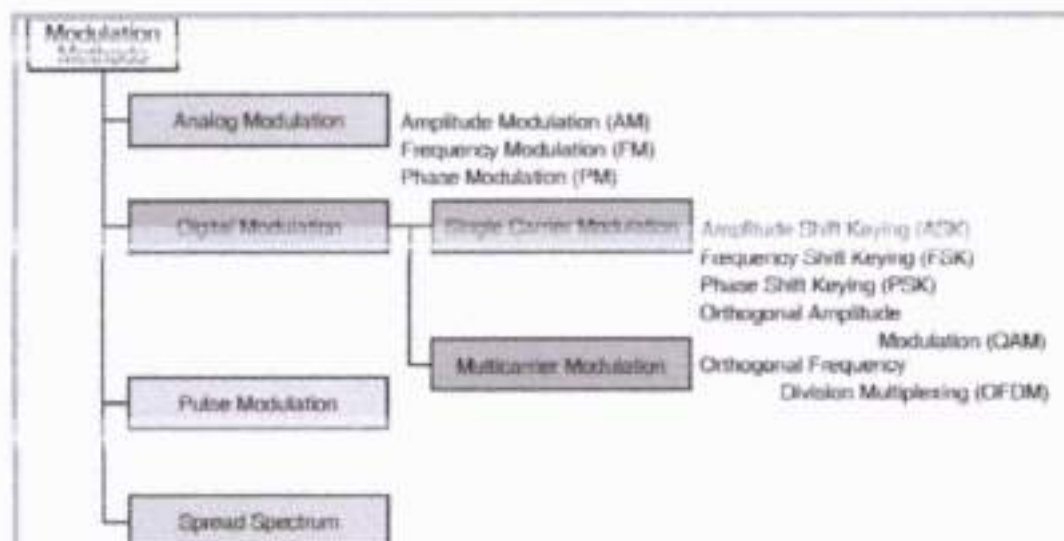 Modulation
Methods
Analog Modulation
Amplitude Modulation (AM)
Frequency Modulation (FM)
Phase Modulation (PM)
Digital Modulation
Single Carrier Modulation
Amplitude Shift Keying (ASK)
Frequency Shift Keying (FSK)
Phase Shift Keying (PSK)
Orthogonal Amplitude
Modulation (QAM)
Multicarrier Modulation
Orthogonal Frequency
Division Multiplexing (OFDM)
Pulse Modulation
Spread Spectrum